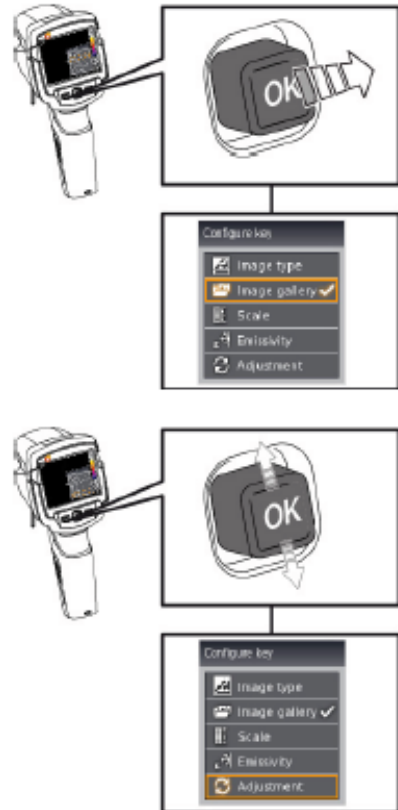 OK
Configure key
Image type
Image gallery
Scale
Emissivity
Adjustment
OK
Configure key
Image type
Image gallery
Scale
Emissivity
Adjustment